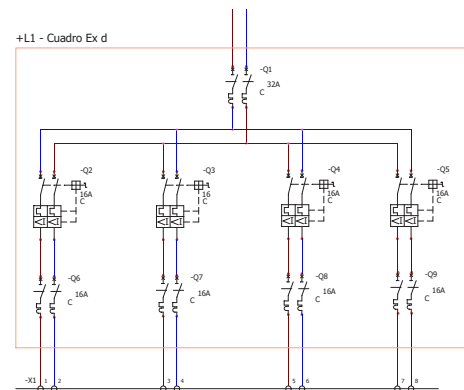 +L1 - Cuadro Ex d
-Q1
32A
C
-Q2
16A
C
-Q3
16
C
-Q4
16A
C
-Q5
16A
C
-Q6
16A
C
-Q7
16A
C
-Q8
16A
C
-Q9
16A
C
-X1 1 2 3 4 5 6 7 8